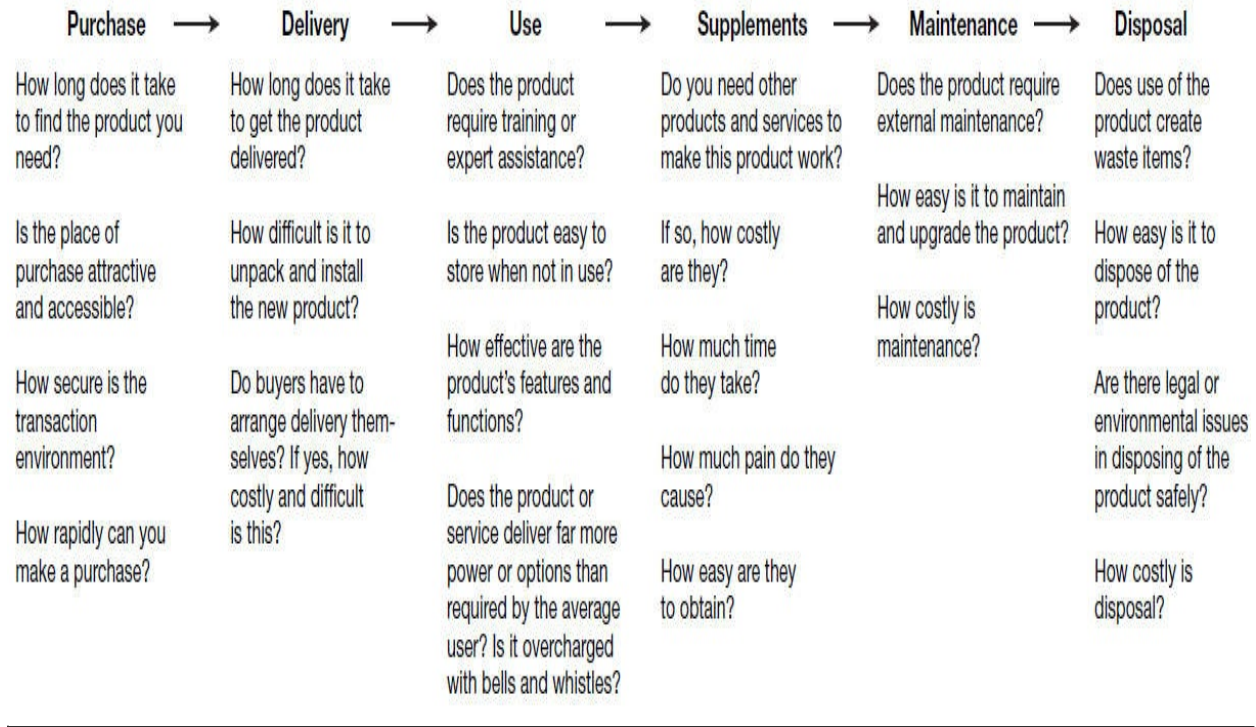 Purchase → Delivery → Use → Supplements → Maintenance → Disposal
How long does it take
to find the product you
need?
Is the place of
purchase attractive
and accessible?
How secure is the
transaction
environment?
How rapidly can you
make a purchase?
How long does it take
to get the product
delivered?
How difficult is it to
unpack and install
the new product?
Do buyers have to
arrange delivery them-
selves? If yes, how
costly and difficult
is this?
Does the product
require training or
expert assistance?
Is the product easy to
store when not in use?
How effective are the
product's features and
functions?
Does the product or
service deliver far more
power or options than
required by the average
user? Is it overcharged
with bells and whistles?
Do you need other
products and services to
make this product work?
If so, how costly
are they?
How much time
do they take?
How much pain do they
cause?
How easy are they
to obtain?
Does the product require
external maintenance?
How easy is it to maintain
and upgrade the product?
How costly is
maintenance?
Does use of the
product create
waste items?
How easy is it to
dispose of the
product?
Are there legal or
environmental issues
in disposing of the
product safely?
How costly is
disposal?